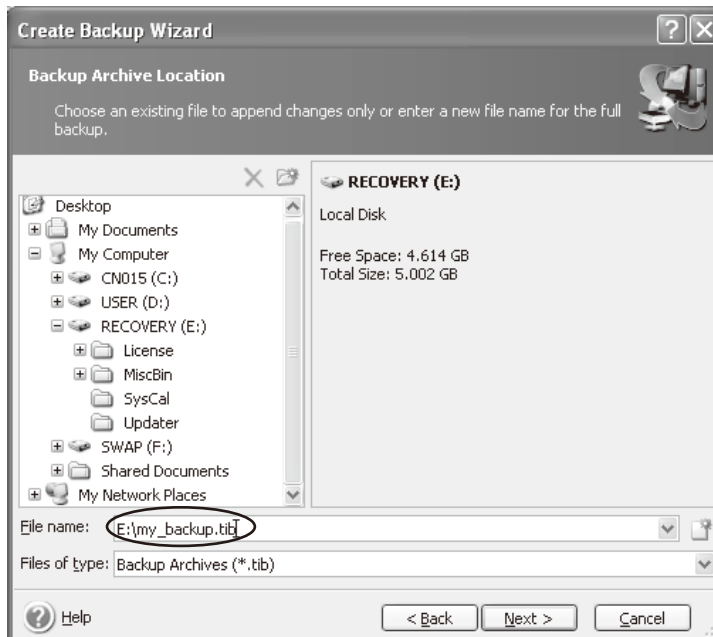 Create Backup Wizard
Backup Archive Location
Choose an existing file to append changes only or enter a new file name for the full
backup.
Desktop
My Documents
My Computer
CN015 (C:)
USER (D:)
RECOVERY (E:)
License
MiscBin
SysCal
Updater
SWAP (F:)
Shared Documents
My Network Places
RECOVERY (E:)
Local Disk
Free Space: 4.614 GB
Total Size: 5.002 GB
File name: E:\my_backup.tib
Files of type: Backup Archives (*.tib)
Help
< Back
Next >
Cancel